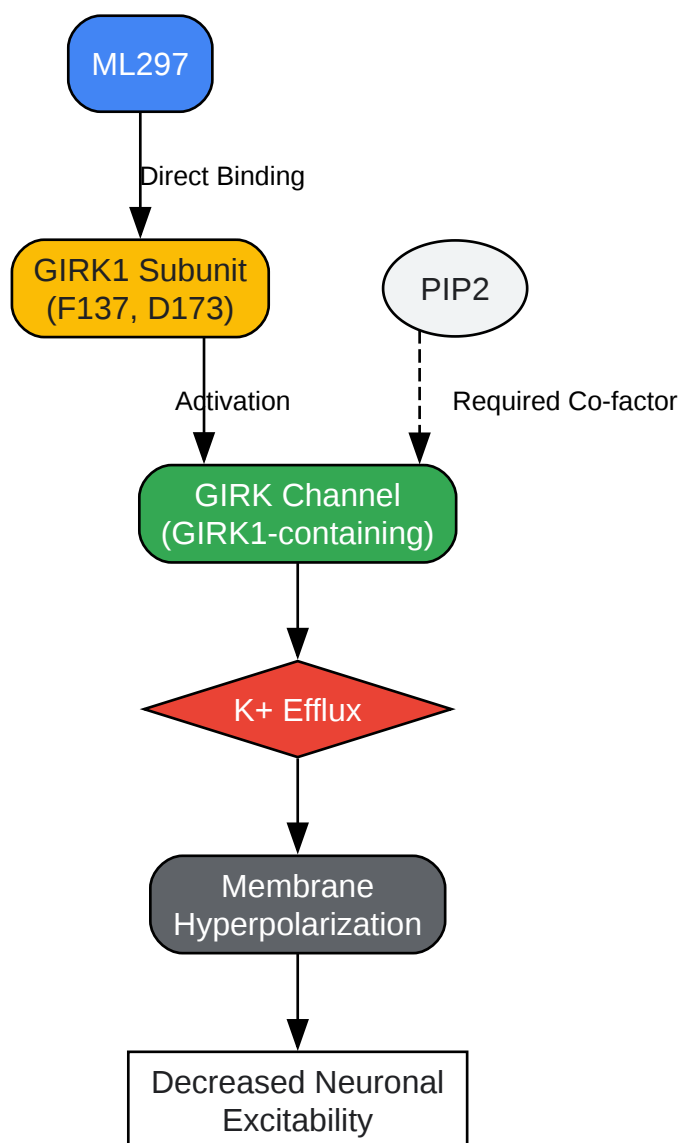 ML297
Direct Binding
GIRK1 Subunit
(F137, D173)
PIP2
Activation
Required Co-factor
GIRK Channel
(GIRK1-containing)
K+ Efflux
Membrane
Hyperpolarization
Decreased Neuronal
Excitability